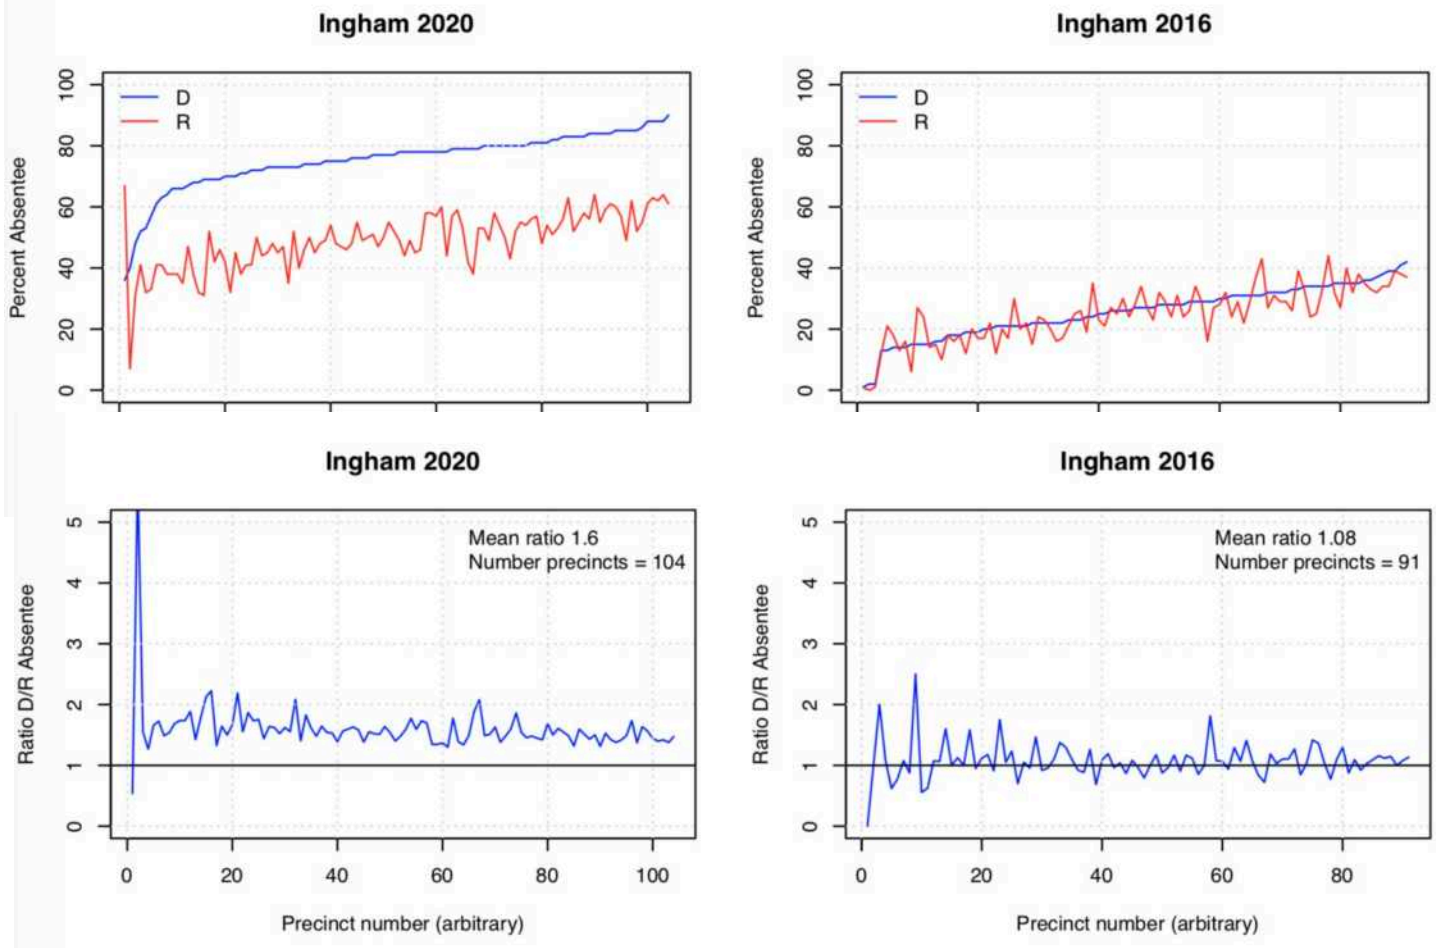 Ingham 2020
Percent Absentee
100
80
60
40
20
0
D
R
Ingham 2016
Percent Absentee
100
80
60
40
20
0
D
R
Ingham 2020
Ratio D/R Absentee
5
4
3
2
1
0
Mean ratio 1.6
Number precincts = 104
0 20 40 60 80 100
Precinct number (arbitrary)
Ingham 2016
Ratio D/R Absentee
5
4
3
2
1
0
Mean ratio 1.08
Number precincts = 91
0 20 40 60 80
Precinct number (arbitrary)